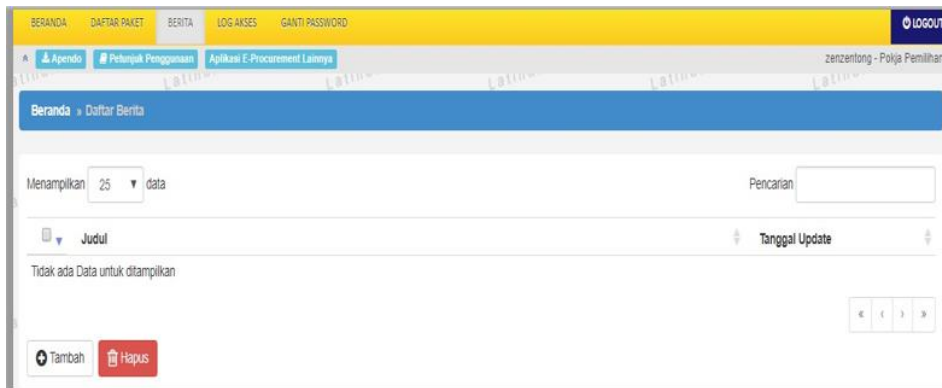 BERANDA DAFTAR PAKET BERITA LOG AKSES GANTI PASSWORD LOGOUT
Apendo Petunjuk Penggunaan Aplikasi E-Procurement Lainnya zenzentong - Pokja Pemilihan
Beranda » Daftar Berita
Menampilkan 25 data Pencarian
Judul Tanggal Update
Tidak ada Data untuk ditampilkan
« ‹ › »
Tambah Hapus